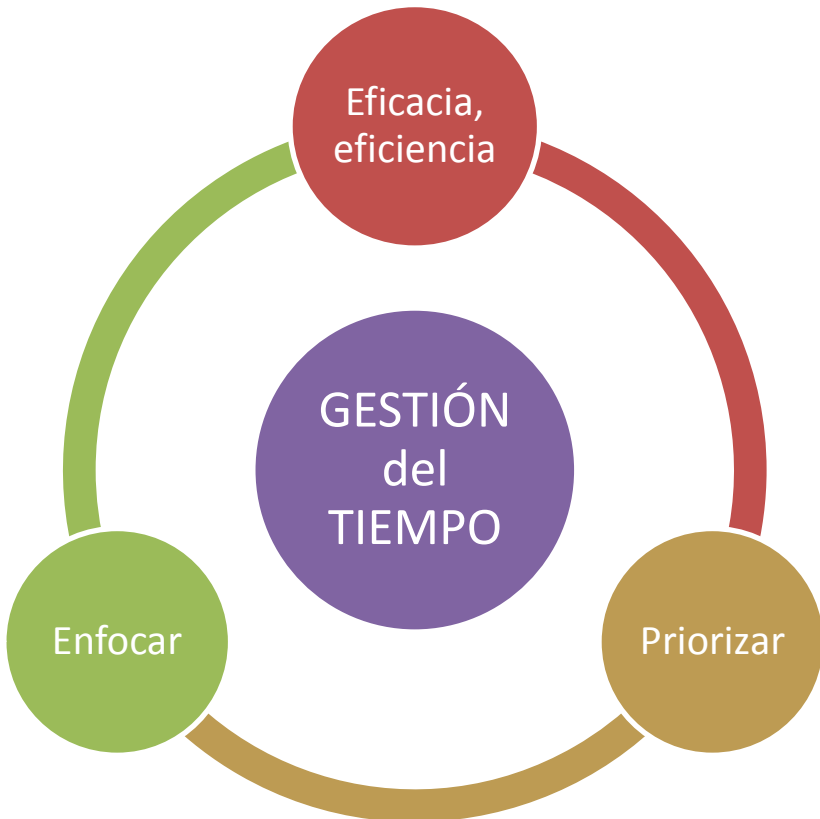 Eficacia,
eficiencia
GESTIÓN
del
TIEMPO
Enfocar
Priorizar